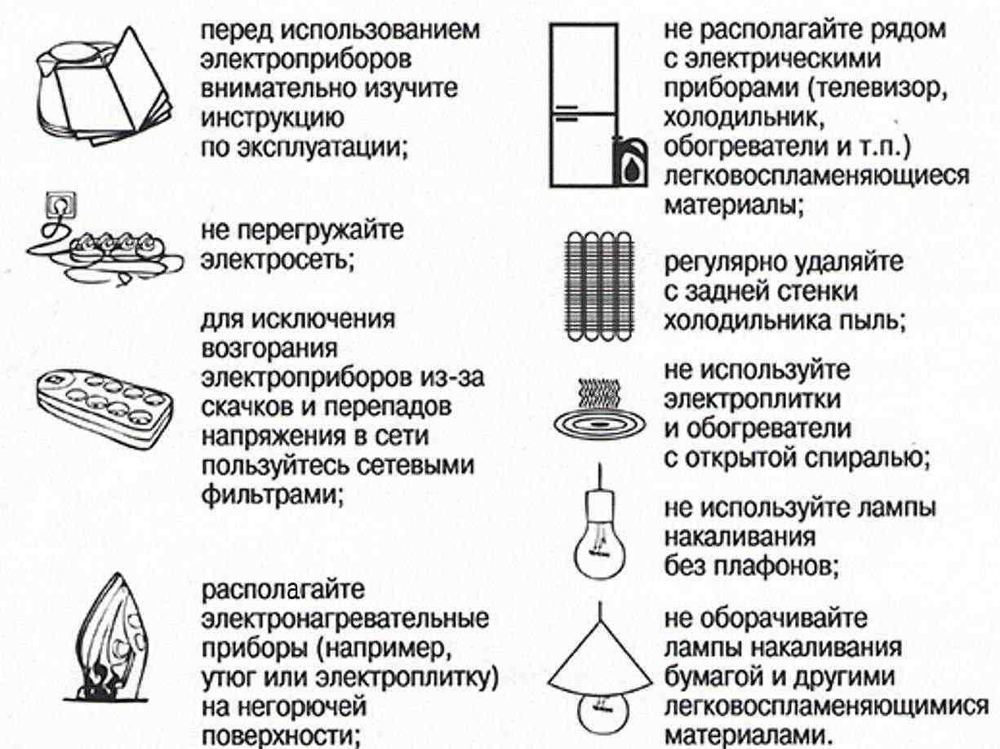 перед использованием
электроприборов
внимательно изучите
инструкцию
по эксплуатации;
не перегружайте
электросеть;
для исключения
возгорания
электроприборов из-за
скачков и перепадов
напряжения в сети
пользуйтесь сетевыми
фильтрами;
располагайте
электронагревательные
приборы (например,
утюг или электроплитку)
на негорючей
поверхности;
не располагайте рядом
с электрическими
приборами (телевизор,
холодильник,
обогреватели и т.п.)
легковоспламеняющиеся
материалы;
регулярно удаляйте
с задней стенки
холодильника пыль;
не используйте
электроплитки
и обогреватели
с открытой спиралью;
не используйте лампы
накаливания
без плафонов;
не оборачивайте
лампы накаливания
бумагой и другими
легковоспламеняющимися
материалами.